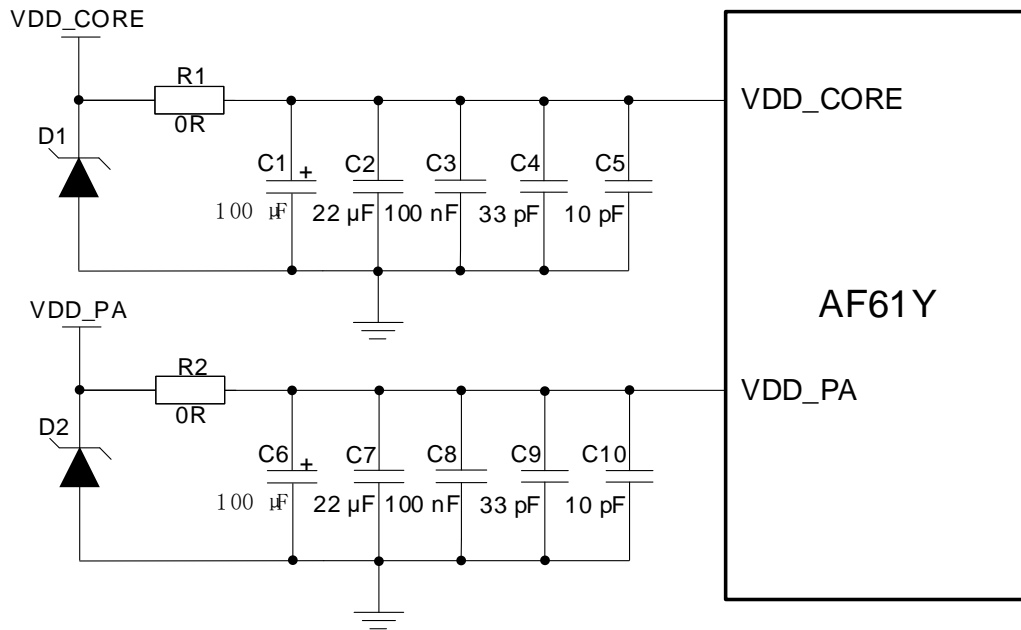 VDD_CORE
R1
0R
D1
C1
+
100 µF
C2
22 µF
C3
100 nF
C4
33 pF
C5
10 pF
VDD_CORE
AF61Y
VDD_PA
R2
0R
D2
C6
+
100 µF
C7
22 µF
C8
100 nF
C9
33 pF
C10
10 pF
VDD_PA